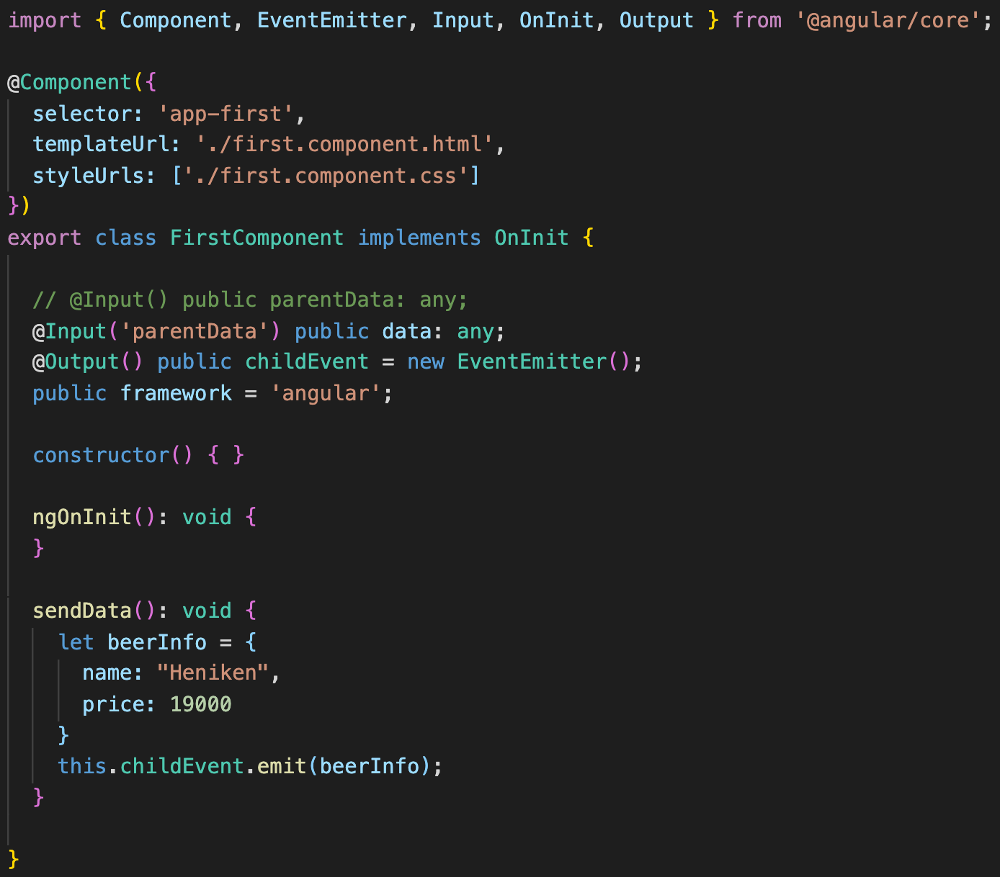 import { Component, EventEmitter, Input, OnInit, Output } from '@angular/core';
@Component({
selector: 'app-first',
templateUrl: './first.component.html',
styleUrls: ['./first.component.css']
})
export class FirstComponent implements OnInit {
// @Input() public parentData: any;
@Input('parentData') public data: any;
@Output() public childEvent = new EventEmitter();
public framework = 'angular';
constructor() { }
ngOnInit(): void {
}
sendData(): void {
let beerInfo = {
name: "Heniken",
price: 19000
}
this.childEvent.emit(beerInfo);
}
}